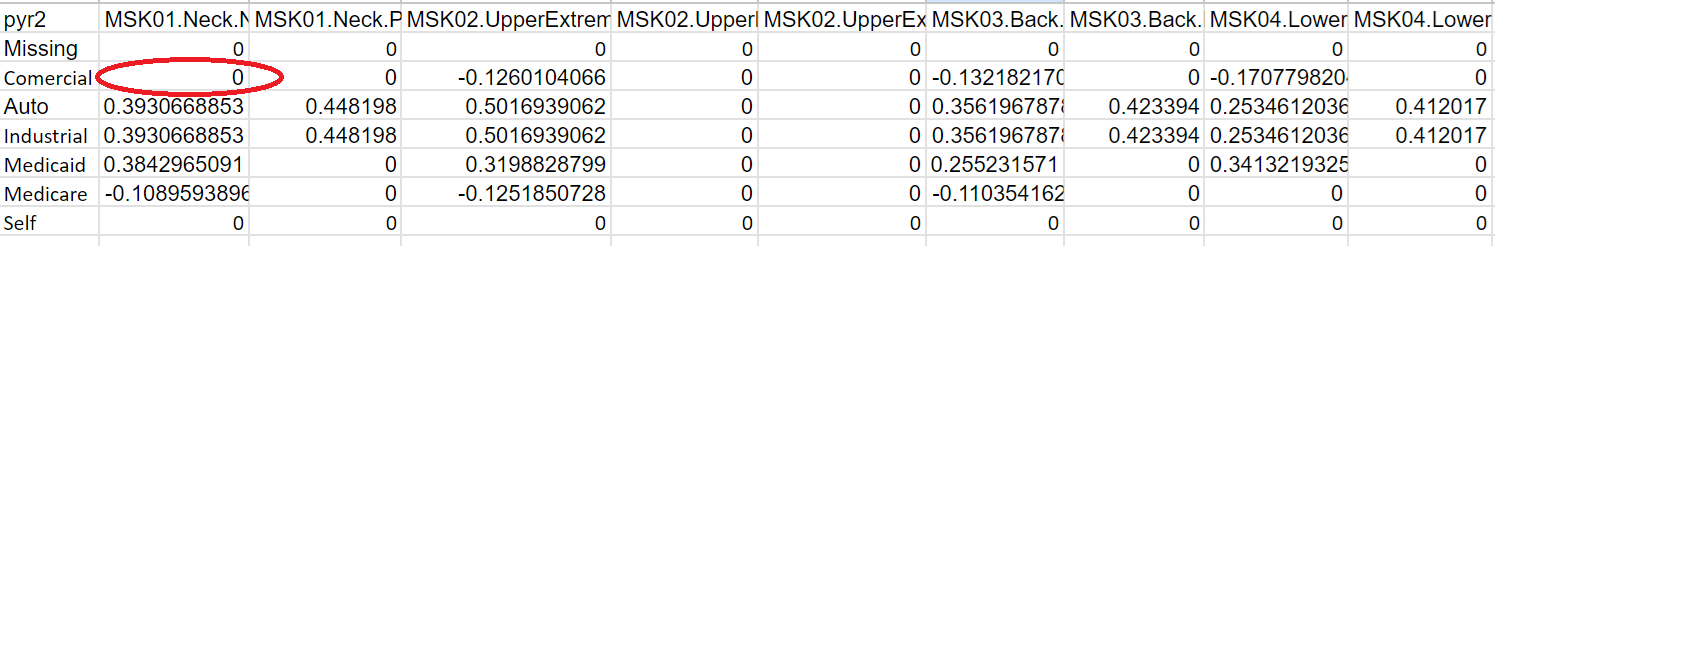 pyr2 MSK01.Neck.N MSK01.Neck.P MSK02.UpperExtrem MSK02.Upper MSK02.UpperEx MSK03.Back. MSK03.Back. MSK04.Lower MSK04.Lower
Missing 0 0 0 0 0 0 0 0 0
Comercial 0 0 -0.1260104066 0 0 -0.132182170 0 -0.170779820 0
Auto 0.3930668853 0.448198 0.5016939062 0 0 0.356196787 0.423394 0.2534612036 0.412017
Industrial 0.3930668853 0.448198 0.5016939062 0 0 0.356196787 0.423394 0.2534612036 0.412017
Medicaid 0.3842965091 0 0.3198828799 0 0 0.255231571 0 0.3413219325 0
Medicare -0.1089593896 0 -0.1251850728 0 0 -0.110354162 0 0 0
Self 0 0 0 0 0 0 0 0 0